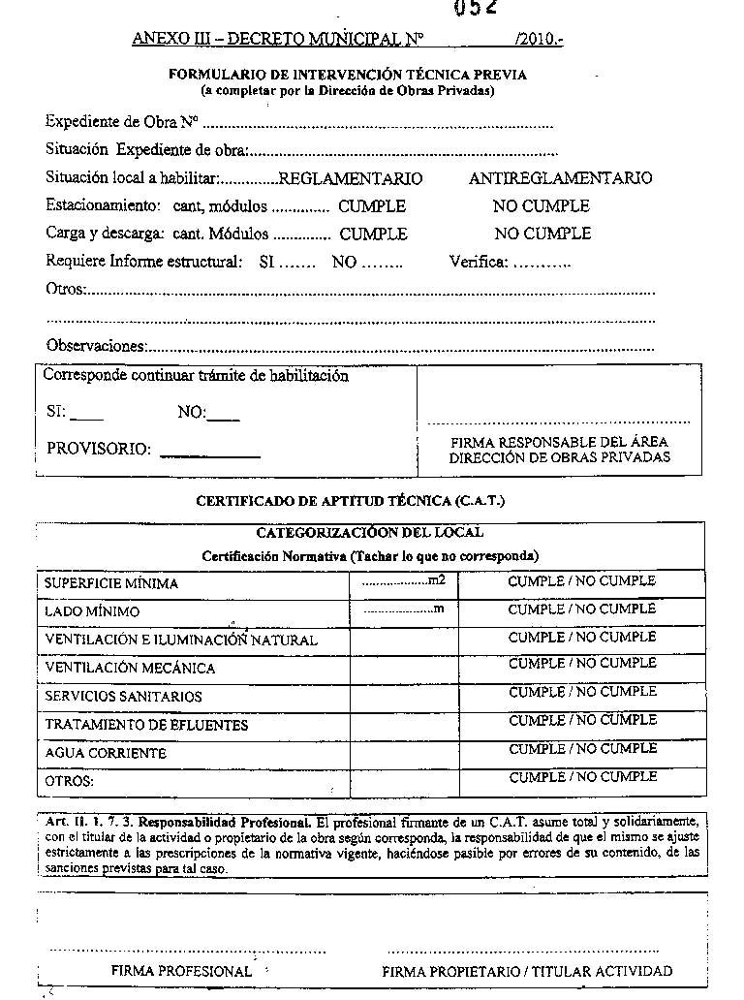 052
ANEXO III – DECRETO MUNICIPAL Nº /2010.-
FORMULARIO DE INTERVENCIÓN TÉCNICA PREVIA
(a completar por la Dirección de Obras Privadas)
Expediente de Obra Nº ....................................................................................
Situación Expediente de obra:..........................................................................
Situación local a habilitar:.............REGLAMENTARIO ANTIREGLAMENTARIO
Estacionamiento: cant, módulos .............. CUMPLE NO CUMPLE
Carga y descarga: cant. Módulos .............. CUMPLE NO CUMPLE
Requiere Informe estructural: SI ....... NO ........ Verifica: ...........
Otros:........................................................................................................................................
................................................................................................................................................
Observaciones:..........................................................................................................................
Corresponde continuar trámite de habilitación
SI: ____ NO:____
PROVISORIO: ____________
............................................................
FIRMA RESPONSABLE DEL ÁREA
DIRECCIÓN DE OBRAS PRIVADAS
CERTIFICADO DE APTITUD TÉCNICA (C.A.T.)
CATEGORIZACIÓON DEL LOCAL
Certificación Normativa (Tachar lo que no corresponda)
SUPERFICIE MÍNIMA ....................m2 CUMPLE / NO CUMPLE
LADO MÍNIMO .....................m CUMPLE / NO CUMPLE
VENTILACIÓN E ILUMINACIÓN NATURAL CUMPLE / NO CUMPLE
VENTILACIÓN MECÁNICA CUMPLE / NO CUMPLE
SERVICIOS SANITARIOS CUMPLE / NO CUMPLE
TRATAMIENTO DE EFLUENTES CUMPLE / NO CUMPLE
AGUA CORRIENTE CUMPLE / NO CUMPLE
OTROS: CUMPLE / NO CUMPLE
Art. II. 1. 7. 3. Responsabilidad Profesional. El profesional firmante de un C.A.T. asume total y solidariamente,
con el titular de la actividad o propietario de la obra según corresponda, la responsabilidad de que el mismo se ajuste
estrictamente a las prescripciones de la normativa vigente, haciéndose pasible por errores de su contenido, de las
sanciones previstas para tal caso.
.................................................................. ..................................................................
FIRMA PROFESIONAL FIRMA PROPIETARIO / TITULAR ACTIVIDAD